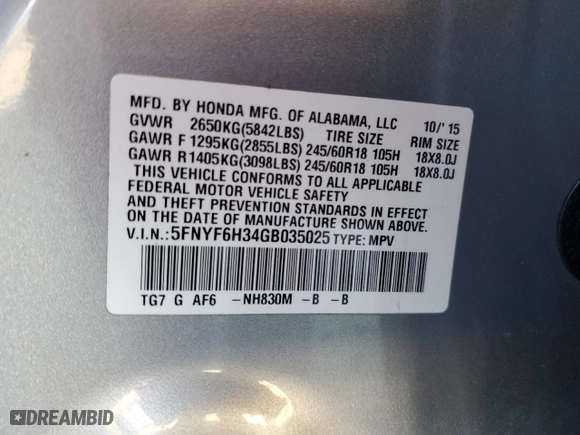 MFD. BY HONDA MFG. OF ALABAMA, LLC 10/'15
GVWR 2650KG(5842LBS) TIRE SIZE RIM SIZE
GAWR F 1295KG(2855LBS) 245/60R18 105H 18X8.0J
GAWR R 1405KG(3098LBS) 245/60R18 105H 18X8.0J
THIS VEHICLE CONFORMS TO ALL APPLICABLE
FEDERAL MOTOR VEHICLE SAFETY
AND THEFT PREVENTION STANDARDS IN EFFECT
ON THE DATE OF MANUFACTURE SHOWN ABOVE.
V.I.N.: 5FNYF6H34GB035025 TYPE: MPV
TG7 G AF6 -NH830M -B -B
DREAMBID